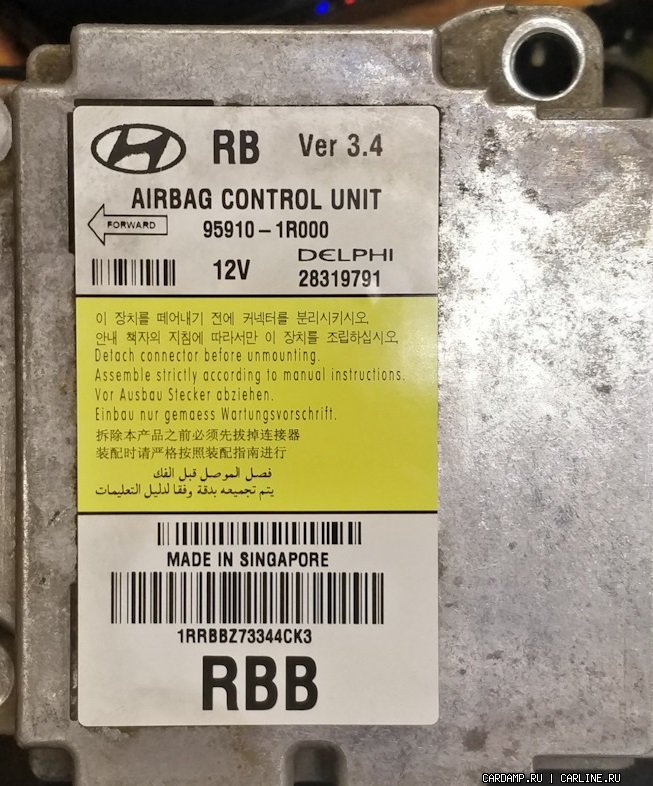 RB Ver 3.4
AIRBAG CONTROL UNIT
FORWARD
95910-1R000
DELPHI
12V 28319791
이 장치를 떼어내기 전에 커넥터를 분리시키시오.
안내 책자의 지침에 따라서만 이 장치를 조립하십시오.
Detach connector before unmounting.
Assemble strictly according to manual instructions.
Vor Ausbau Stecker abziehen.
Einbau nur gemaess Wartungsvorschrift.
拆除本产品之前必须先拔掉连接器
装配时请严格按照装配指南进行
فصل الموصل قبل الفك
يتم تجميعه بدقة وفقا لدليل التعليمات
MADE IN SINGAPORE
1RRBBZ73344CK3
RBB
CARDAMP.RU | CARLINE.RU